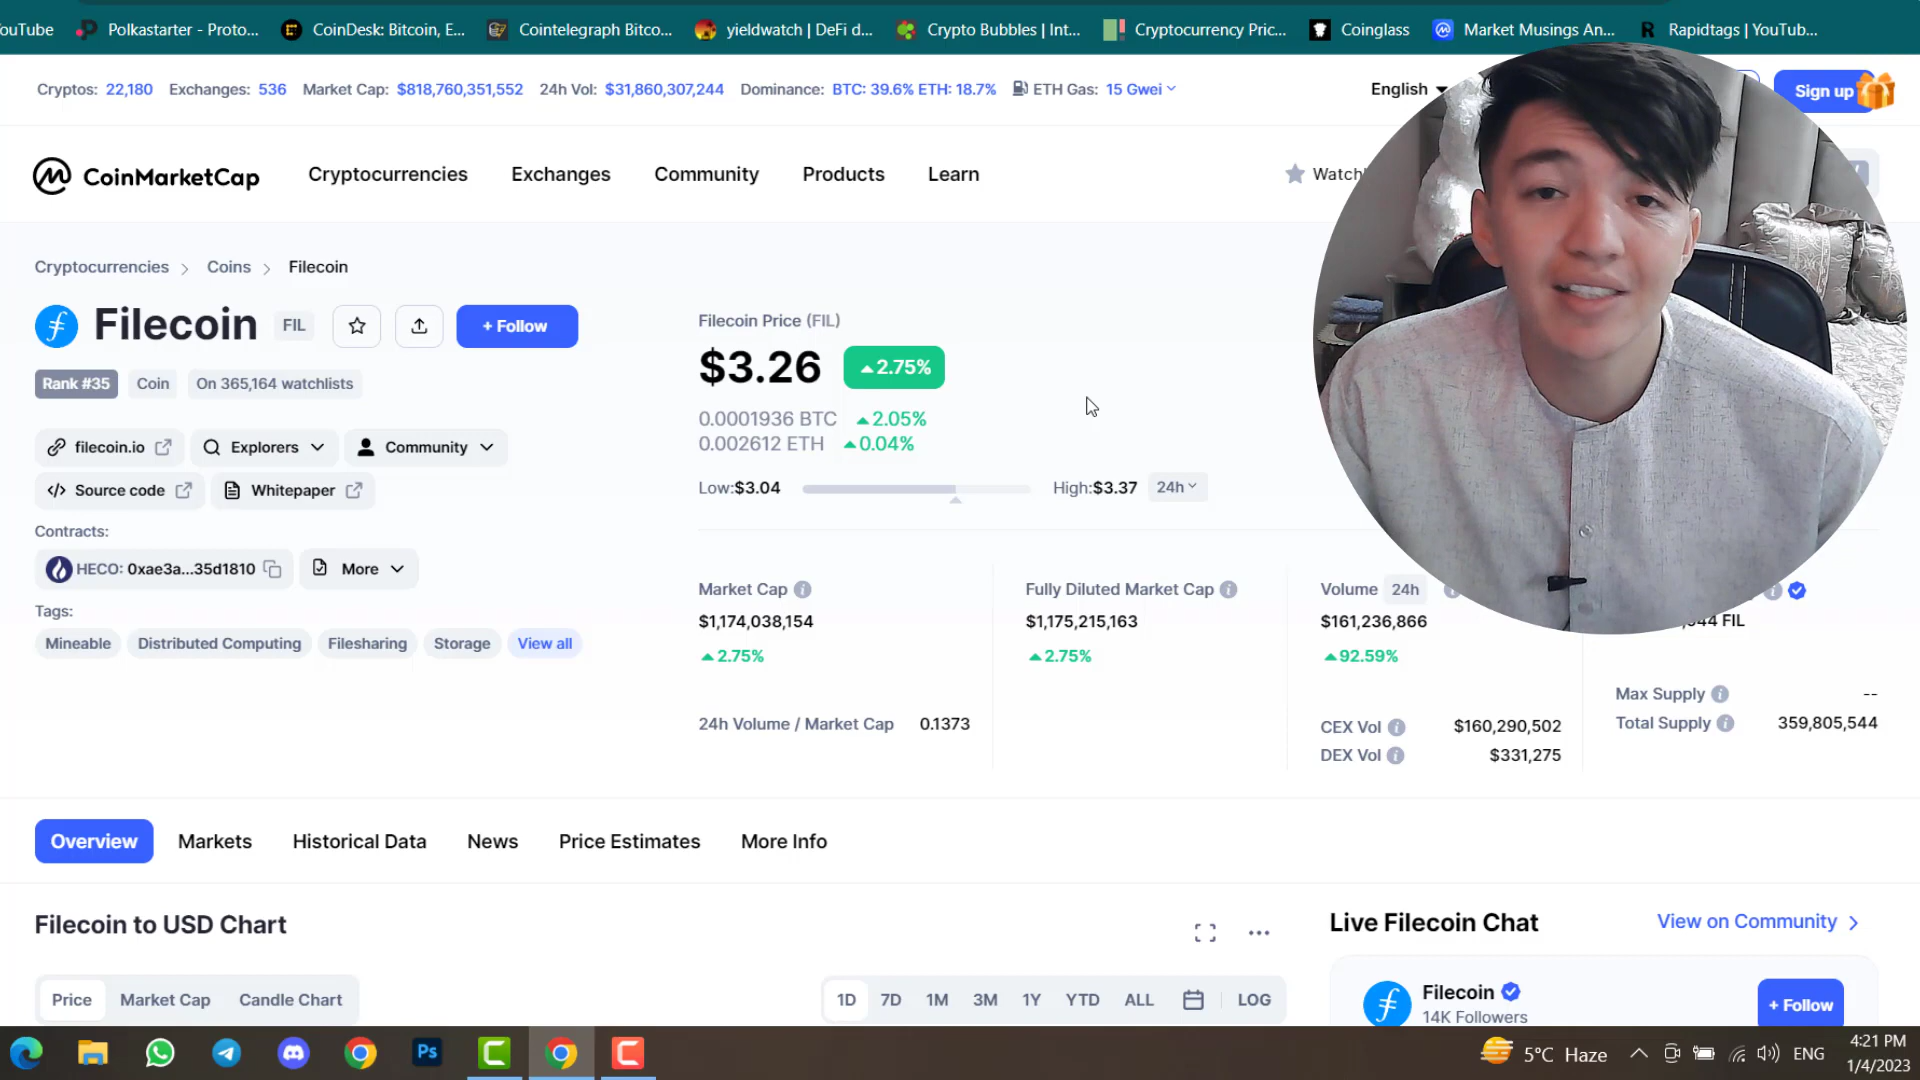 ouTube Polkastarter - Proto... CoinDesk: Bitcoin, E... Cointelegraph Bitco... yieldwatch | DeFi d... Crypto Bubbles | Int... Cryptocurrency Pric... Coinglass Market Musings An... Rapidtags | YouTub...
Cryptos: 22,180 Exchanges: 536 Market Cap: $818,760,351,552 24h Vol: $31,860,307,244 Dominance: BTC: 39.6% ETH: 18.7% ETH Gas: 15 Gwei English Sign up
CoinMarketCap Cryptocurrencies Exchanges Community Products Learn Watch
Cryptocurrencies Coins Filecoin
Filecoin FIL + Follow
Rank #35 Coin On 365,164 watchlists
filecoin.io Explorers Community
Source code Whitepaper
Contracts:
HECO: 0xae3a...35d1810 More
Tags:
Mineable Distributed Computing Filesharing Storage View all
Filecoin Price (FIL)
$3.26 2.75%
0.0001936 BTC 2.05%
0.002612 ETH 0.04%
Low:$3.04 High:$3.37 24h
Market Cap
$1,174,038,154
2.75%
24h Volume / Market Cap 0.1373
Fully Diluted Market Cap
$1,175,215,163
2.75%
Volume 24h
$161,236,866
92.59%
CEX Vol $160,290,502
DEX Vol $331,275
FIL
Max Supply --
Total Supply 359,805,544
Overview Markets Historical Data News Price Estimates More Info
Filecoin to USD Chart
Price Market Cap Candle Chart 1D 7D 1M 3M 1Y YTD ALL LOG
Live Filecoin Chat View on Community
Filecoin
14K Followers
+ Follow
Ps 5°C Haze ENG
4:21 PM
1/4/2023